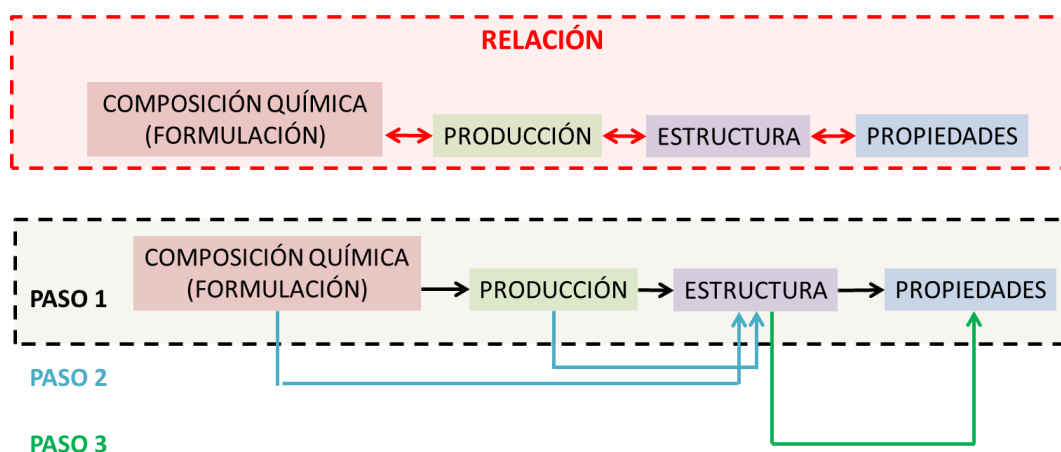 RELACIÓN
COMPOSICIÓN QUÍMICA
(FORMULACIÓN)
PRODUCCIÓN
ESTRUCTURA
PROPIEDADES
PASO 1
COMPOSICIÓN QUÍMICA
(FORMULACIÓN)
PRODUCCIÓN
ESTRUCTURA
PROPIEDADES
PASO 2
PASO 3